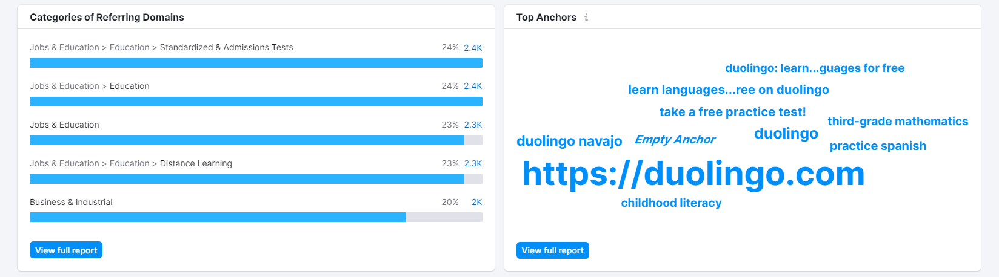 Categories of Referring Domains
Jobs & Education > Education > Standardized & Admissions Tests 24% 2.4K
Jobs & Education > Education 24% 2.4K
Jobs & Education 23% 2.3K
Jobs & Education > Education > Distance Learning 23% 2.3K
Business & Industrial 20% 2K
View full report
Top Anchors i
duolingo: learn...guages for free
learn languages...ree on duolingo
take a free practice test!
third-grade mathematics
duolingo navajo Empty Anchor duolingo
practice spanish
https://duolingo.com
childhood literacy
View full report